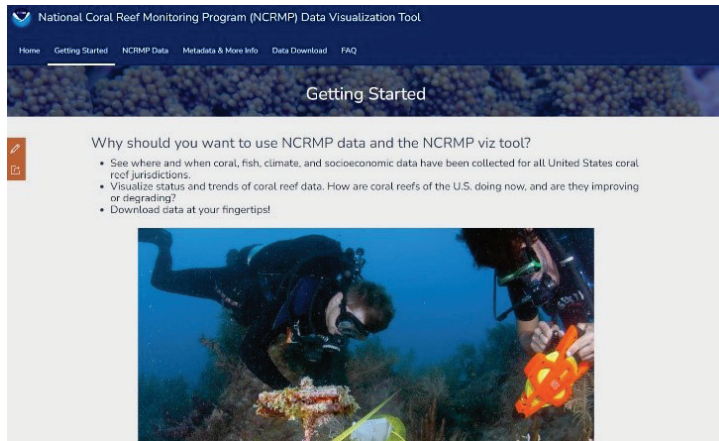 National Coral Reef Monitoring Program (NCRMP) Data Visualization Tool
Home Getting Started NCRMP Data Metadata & More Info Data Download FAQ
Getting Started
Why should you want to use NCRMP data and the NCRMP viz tool?
• See where and when coral, fish, climate, and socioeconomic data have been collected for all United States coral
reef jurisdictions.
• Visualize status and trends of coral reef data. How are coral reefs of the U.S. doing now, and are they improving
or degrading?
• Download data at your fingertips!